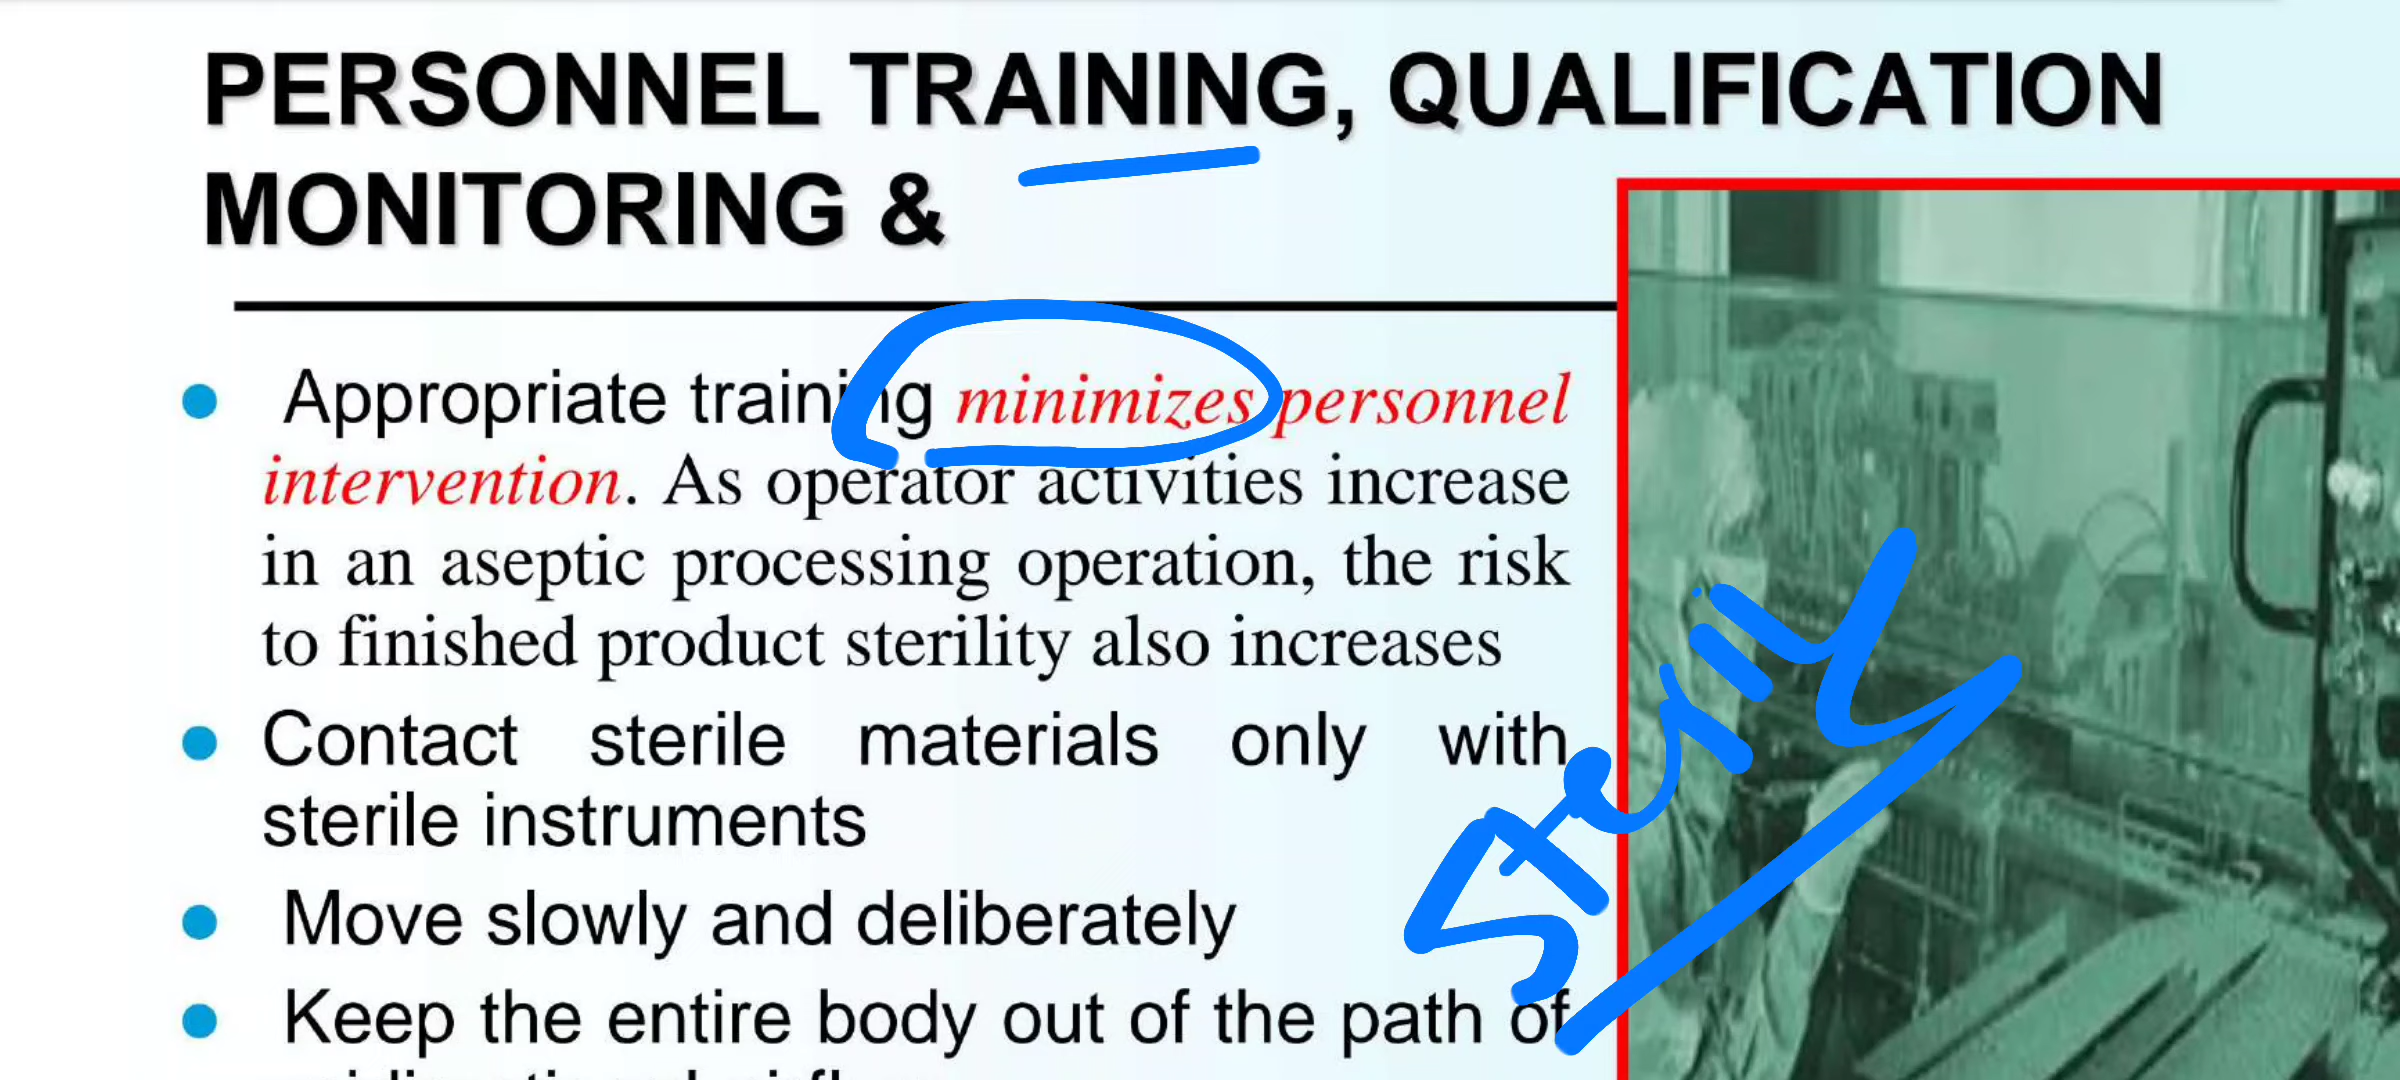 PERSONNEL TRAINING, QUALIFICATION
MONITORING &
Appropriate training minimizes personnel
intervention. As operator activities increase
in an aseptic processing operation, the risk
to finished product sterility also increases
Contact sterile materials only with
sterile instruments
Move slowly and deliberately
Keep the entire body out of the path of